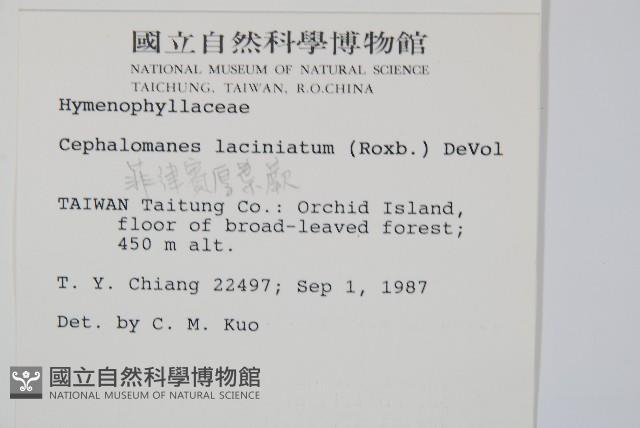 國立自然科學博物館
NATIONAL MUSEUM OF NATURAL SCIENCE
TAICHUNG, TAIWAN, R.O.CHINA
Hymenophyllaceae
Cephalomanes laciniatum (Roxb.) DeVol
菲律賓厚葉蕨
TAIWAN Taitung Co.: Orchid Island,
floor of broad-leaved forest;
450 m alt.
T. Y. Chiang 22497; Sep 1, 1987
Det. by C. M. Kuo
國立自然科學博物館
NATIONAL MUSEUM OF NATURAL SCIENCE